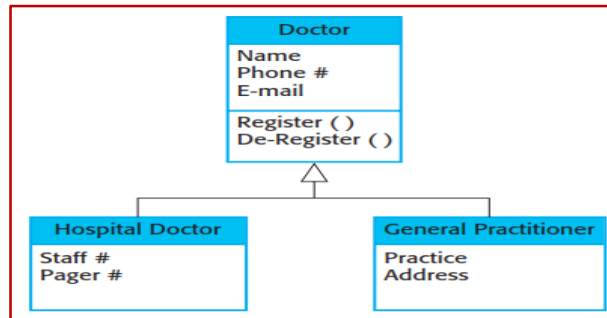 Doctor
Name
Phone #
E-mail
Register ( )
De-Register ( )
Hospital Doctor
Staff #
Pager #
General Practitioner
Practice
Address